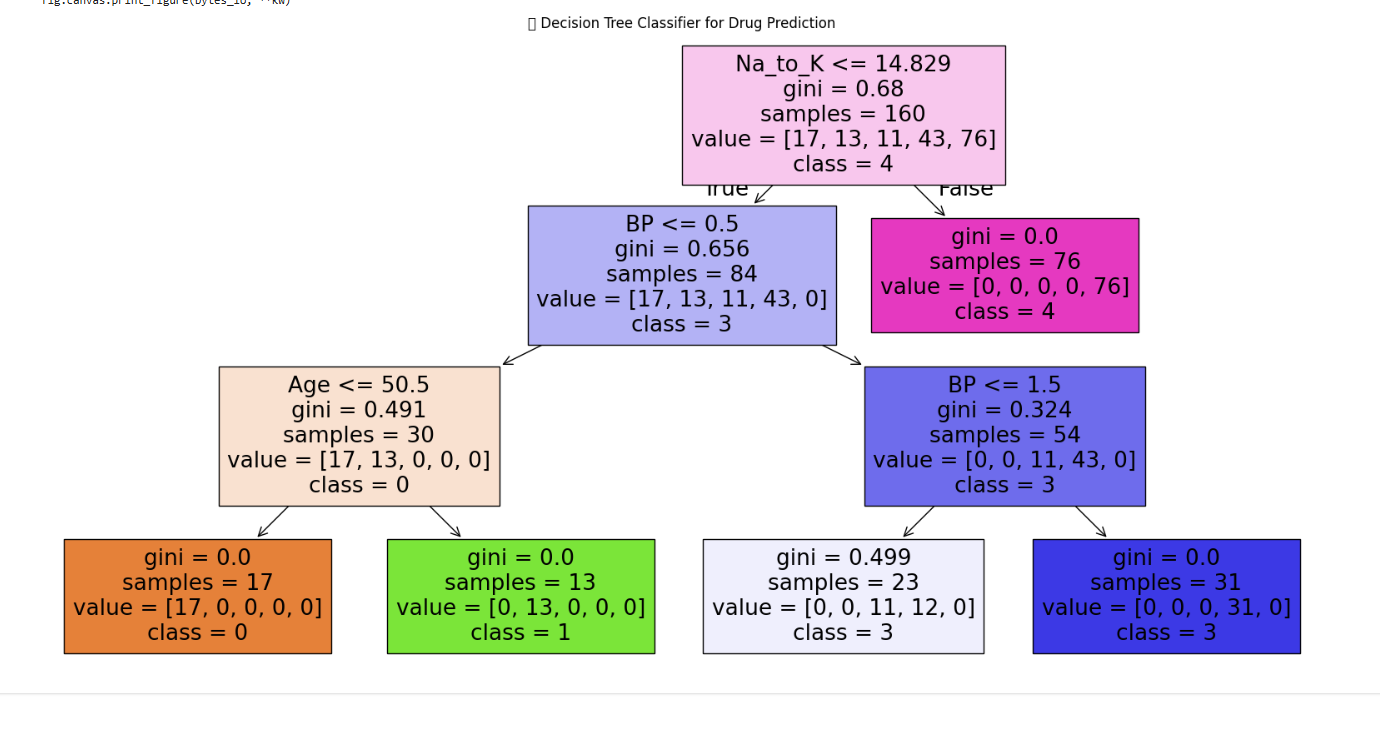 fig.canvas.print_figure(bytes_io, **kw)
Decision Tree Classifier for Drug Prediction
Na_to_K <= 14.829
gini = 0.68
samples = 160
value = [17, 13, 11, 43, 76]
class = 4
True
False
BP <= 0.5
gini = 0.656
samples = 84
value = [17, 13, 11, 43, 0]
class = 3
gini = 0.0
samples = 76
value = [0, 0, 0, 0, 76]
class = 4
Age <= 50.5
gini = 0.491
samples = 30
value = [17, 13, 0, 0, 0]
class = 0
BP <= 1.5
gini = 0.324
samples = 54
value = [0, 0, 11, 43, 0]
class = 3
gini = 0.0
samples = 17
value = [17, 0, 0, 0, 0]
class = 0
gini = 0.0
samples = 13
value = [0, 13, 0, 0, 0]
class = 1
gini = 0.499
samples = 23
value = [0, 0, 11, 12, 0]
class = 3
gini = 0.0
samples = 31
value = [0, 0, 0, 31, 0]
class = 3